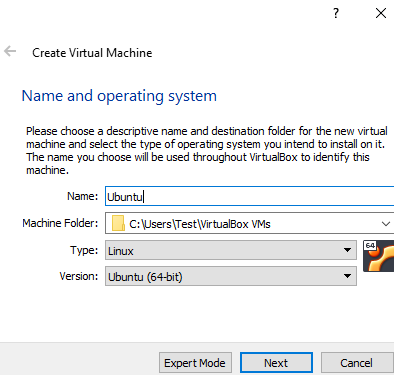 Create Virtual Machine
Name and operating system
Please choose a descriptive name and destination folder for the new virtual
machine and select the type of operating system you intend to install on it.
The name you choose will be used throughout VirtualBox to identify this
machine.
Name: Ubuntu
Machine Folder: C:\Users\Test\VirtualBox VMs
Type: Linux
64
Version: Ubuntu (64-bit)
Expert Mode Next Cancel